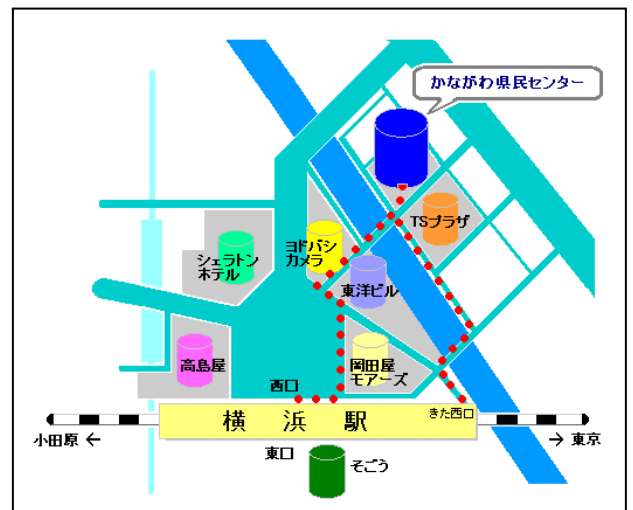 かながわ県民センター
TSプラザ
ヨドバシ
カメラ
シェラトン
ホテル
東洋ビル
高島屋
岡田屋
モアーズ
西口
横浜駅
きた西口
小田原 ←
→ 東京
東口
そごう